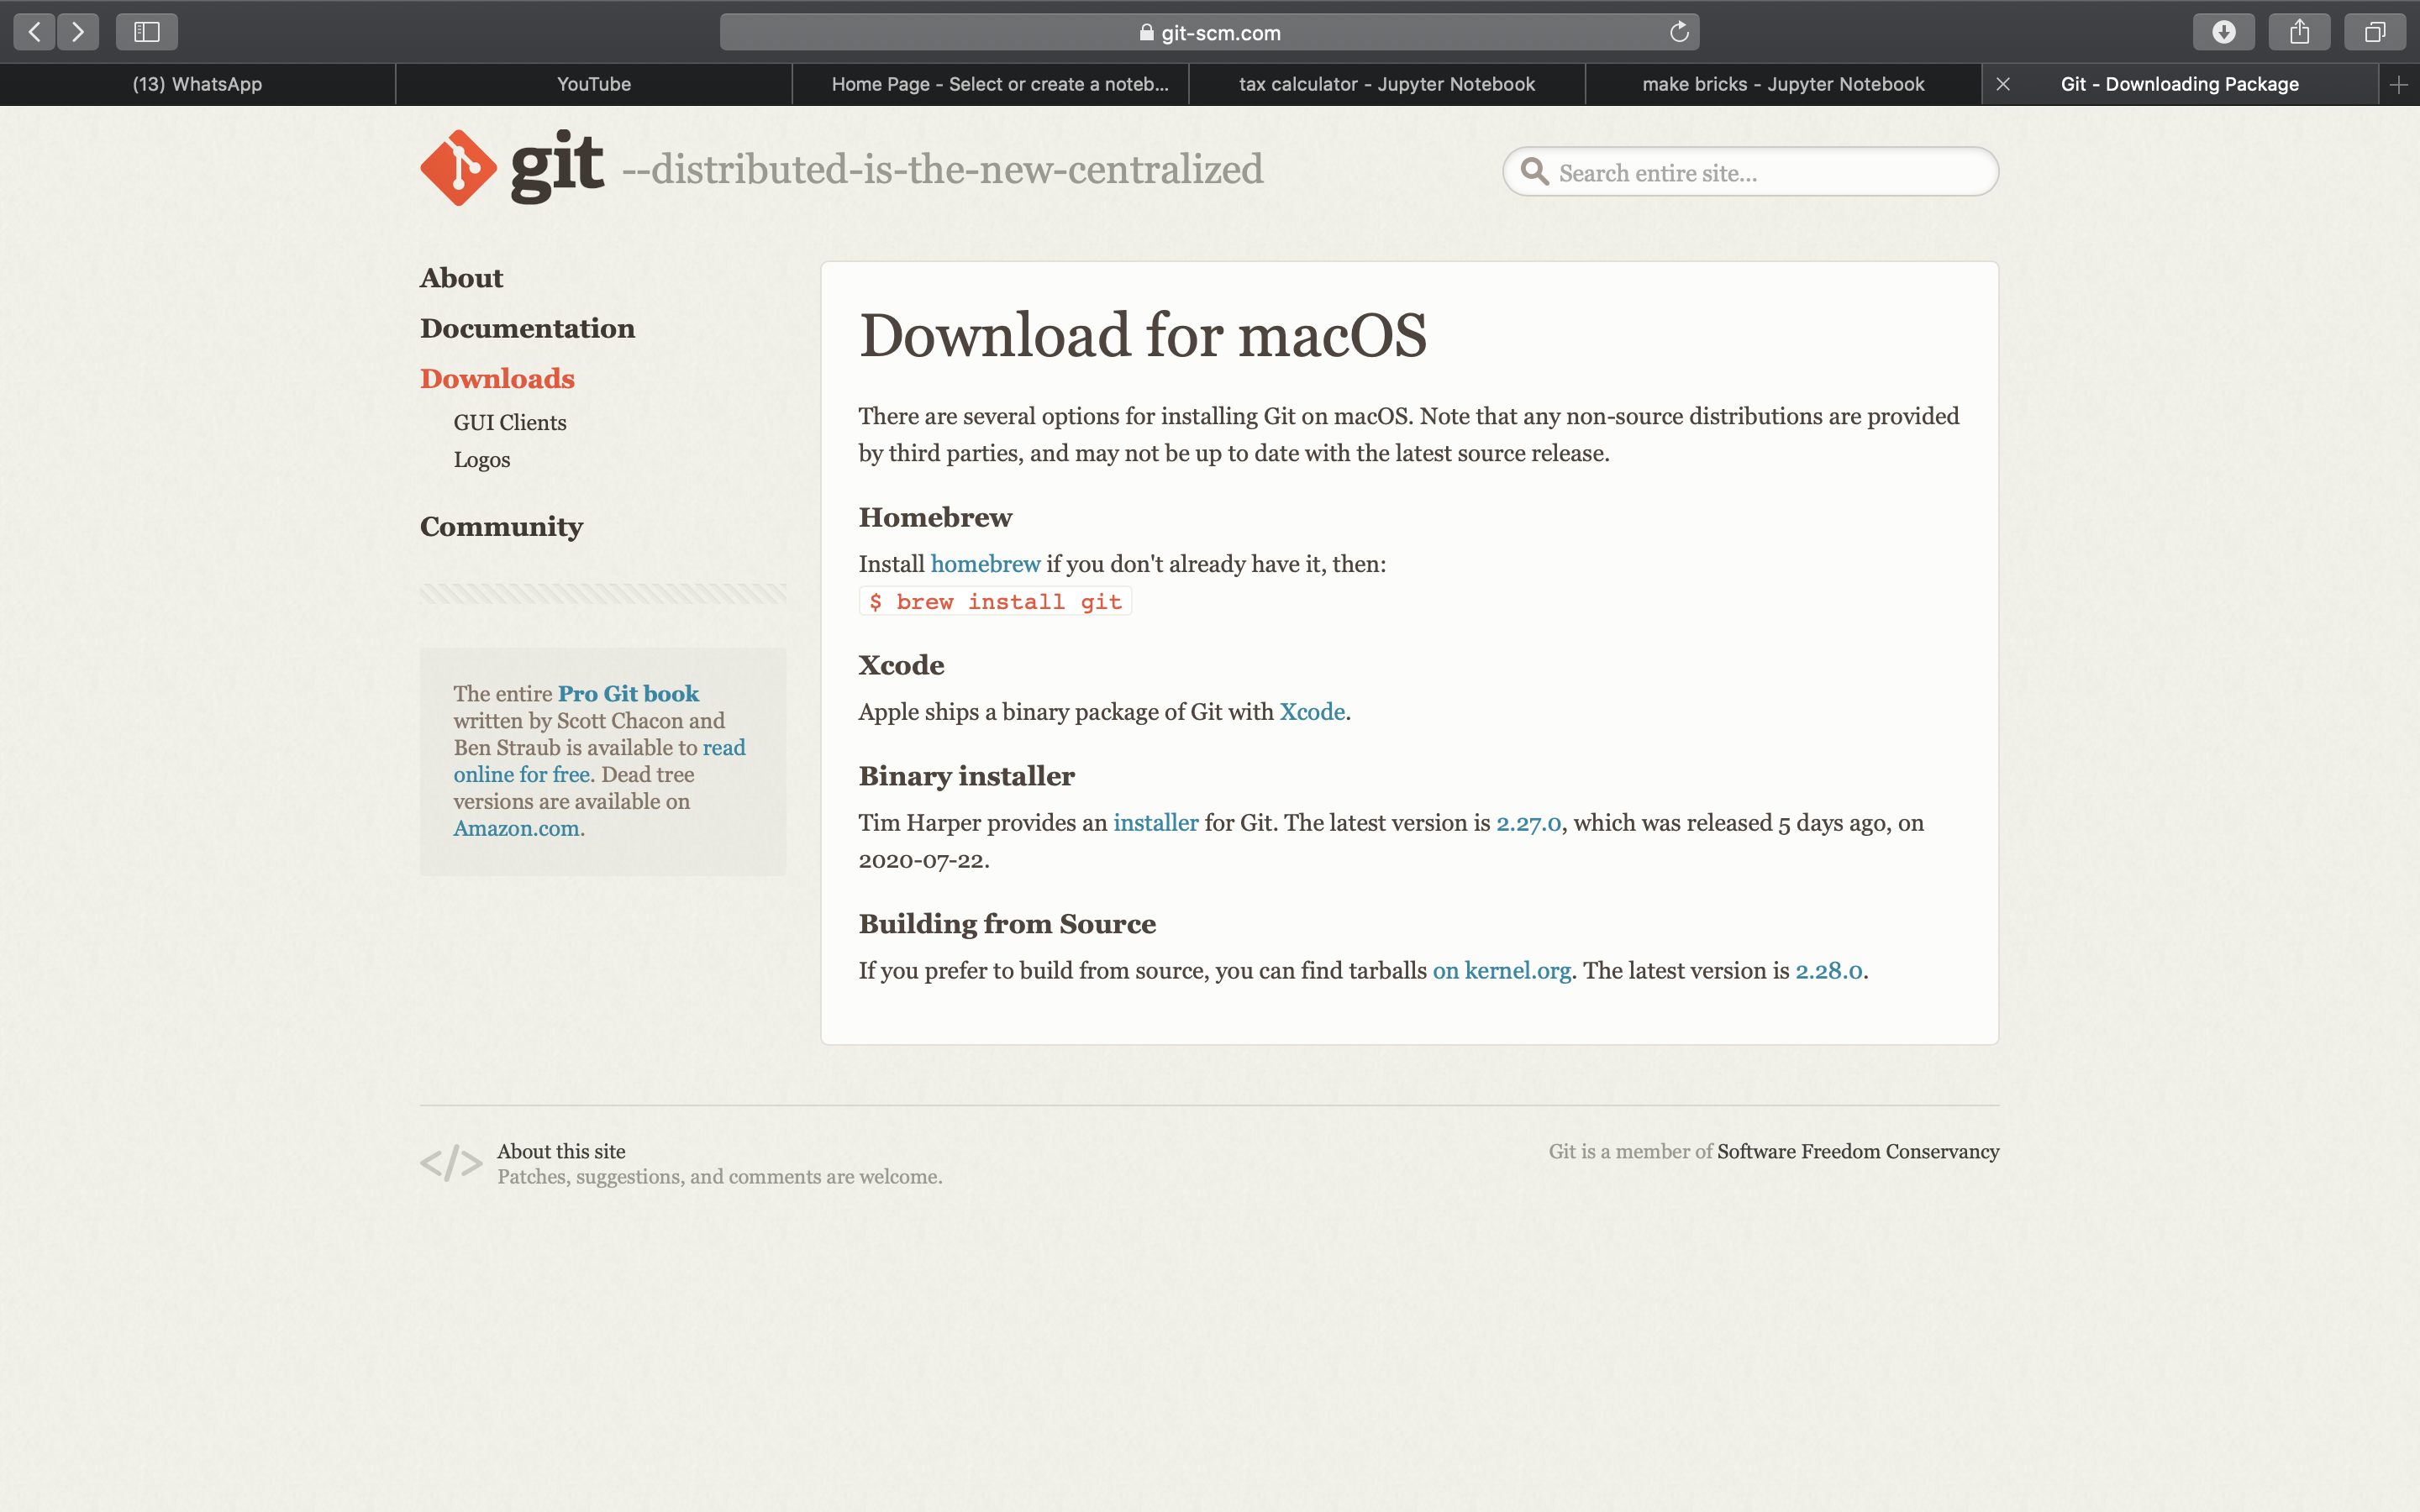 git-scm.com
(13) WhatsApp
YouTube
Home Page - Select or create a noteb...
tax calculator - Jupyter Notebook
make bricks - Jupyter Notebook
Git - Downloading Package
git --distributed-is-the-new-centralized
Search entire site...
About
Documentation
Downloads
GUI Clients
Logos
Community
The entire Pro Git book
written by Scott Chacon and
Ben Straub is available to read
online for free. Dead tree
versions are available on
Amazon.com.
Download for macOS
There are several options for installing Git on macOS. Note that any non-source distributions are provided
by third parties, and may not be up to date with the latest source release.
Homebrew
Install homebrew if you don't already have it, then:
$ brew install git
Xcode
Apple ships a binary package of Git with Xcode.
Binary installer
Tim Harper provides an installer for Git. The latest version is 2.27.0, which was released 5 days ago, on
2020-07-22.
Building from Source
If you prefer to build from source, you can find tarballs on kernel.org. The latest version is 2.28.0.
</> About this site
Patches, suggestions, and comments are welcome.
Git is a member of Software Freedom Conservancy